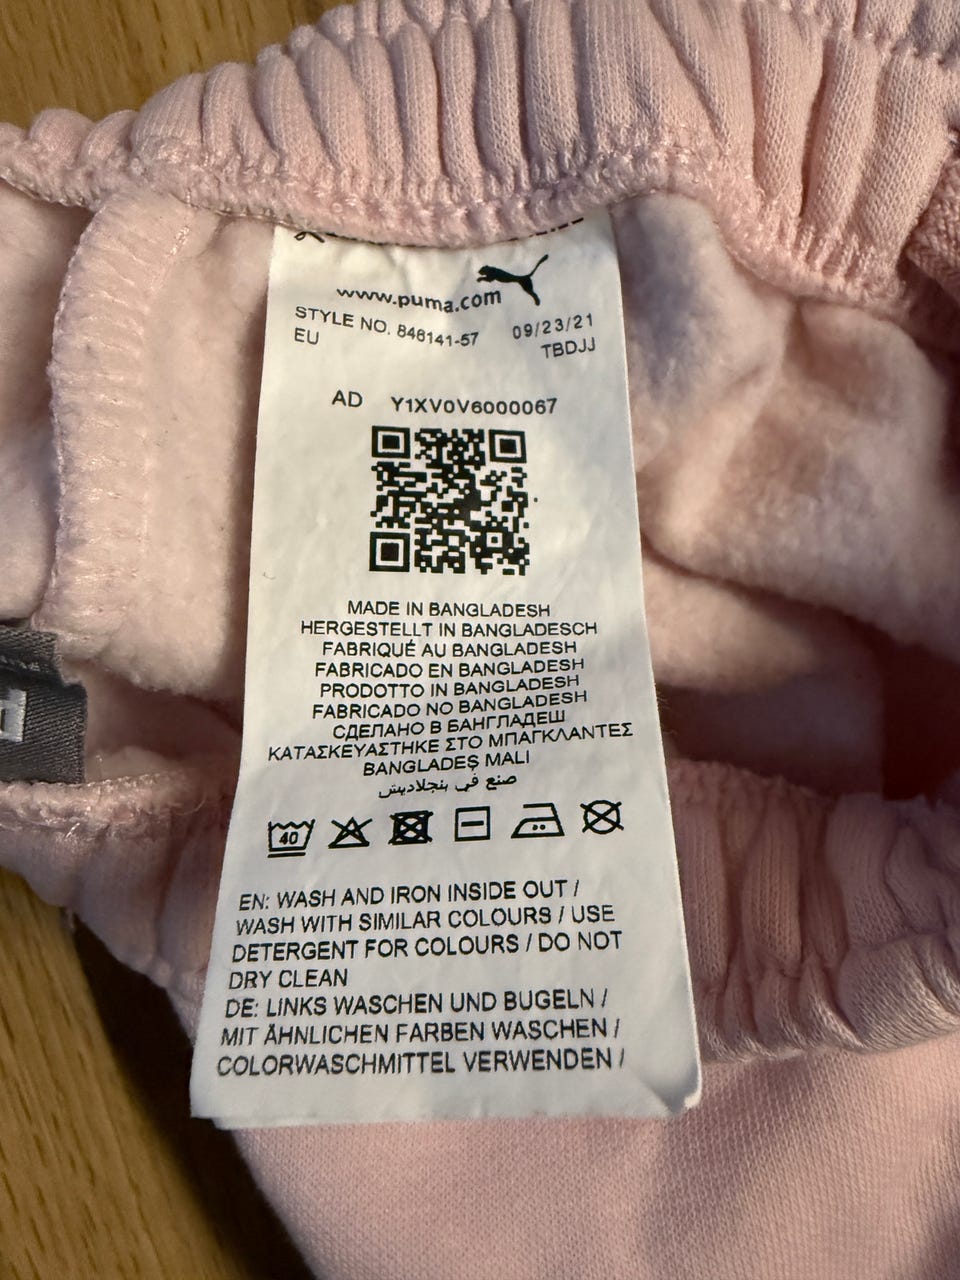 www.puma.com
STYLE NO. 846141-57 09/23/21
EU TBDJJ
AD Y1XV0V6000067
MADE IN BANGLADESH
HERGESTELLT IN BANGLADESCH
FABRIQUÉ AU BANGLADESH
FABRICADO EN BANGLADESH
PRODOTTO IN BANGLADESH
FABRICADO NO BANGLADESH
СДЕЛАНО В БАНГЛАДЕШ
ΚΑΤΑΣΚΕΥΑΣΤΗΚΕ ΣΤΟ ΜΠΑΓΚΛΑΝΤΕΣ
BANGLADEŞ MALI
صنع في بنجلاديش
40
EN: WASH AND IRON INSIDE OUT /
WASH WITH SIMILAR COLOURS / USE
DETERGENT FOR COLOURS / DO NOT
DRY CLEAN
DE: LINKS WASCHEN UND BUGELN /
MIT ÄHNLICHEN FARBEN WASCHEN /
COLORWASCHMITTEL VERWENDEN /